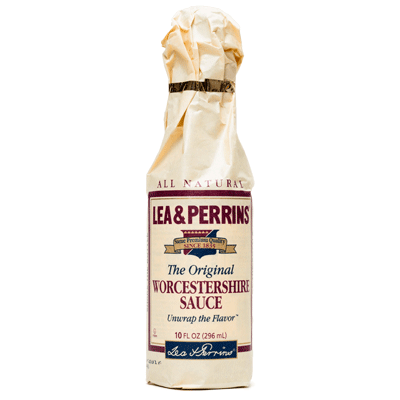 ALL NATURAL
LEA & PERRINS
Same Premium Quality
SINCE 1835
The Original
WORCESTERSHIRE
SAUCE
Unwrap the Flavor™
10 FL OZ (296 mL)
Lea & Perrins